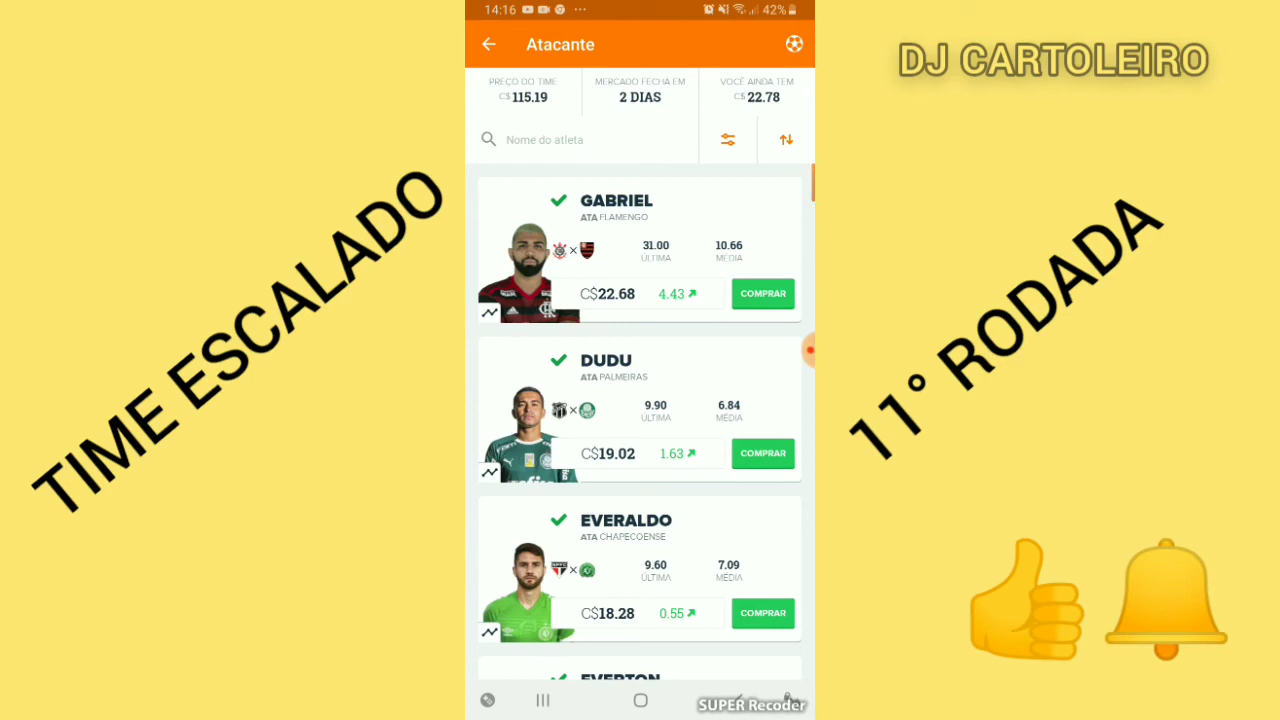 14:16
42%
Atacante
DJ CARTOLEIRO
PREÇO DO TIME
C$ 115.19
MERCADO FECHA EM
2 DIAS
VOCÊ AINDA TEM
C$ 22.78
Nome do atleta
TIME ESCALADO
11° RODADA
GABRIEL
ATA FLAMENGO
31.00
ÚLTIMA
10.66
MÉDIA
C$22.68
4.43
COMPRAR
DUDU
ATA PALMEIRAS
9.90
ÚLTIMA
6.84
MÉDIA
C$19.02
1.63
COMPRAR
EVERALDO
ATA CHAPECOENSE
9.60
ÚLTIMA
7.09
MÉDIA
C$18.28
0.55
COMPRAR
EVERTON
SUPER Recoder